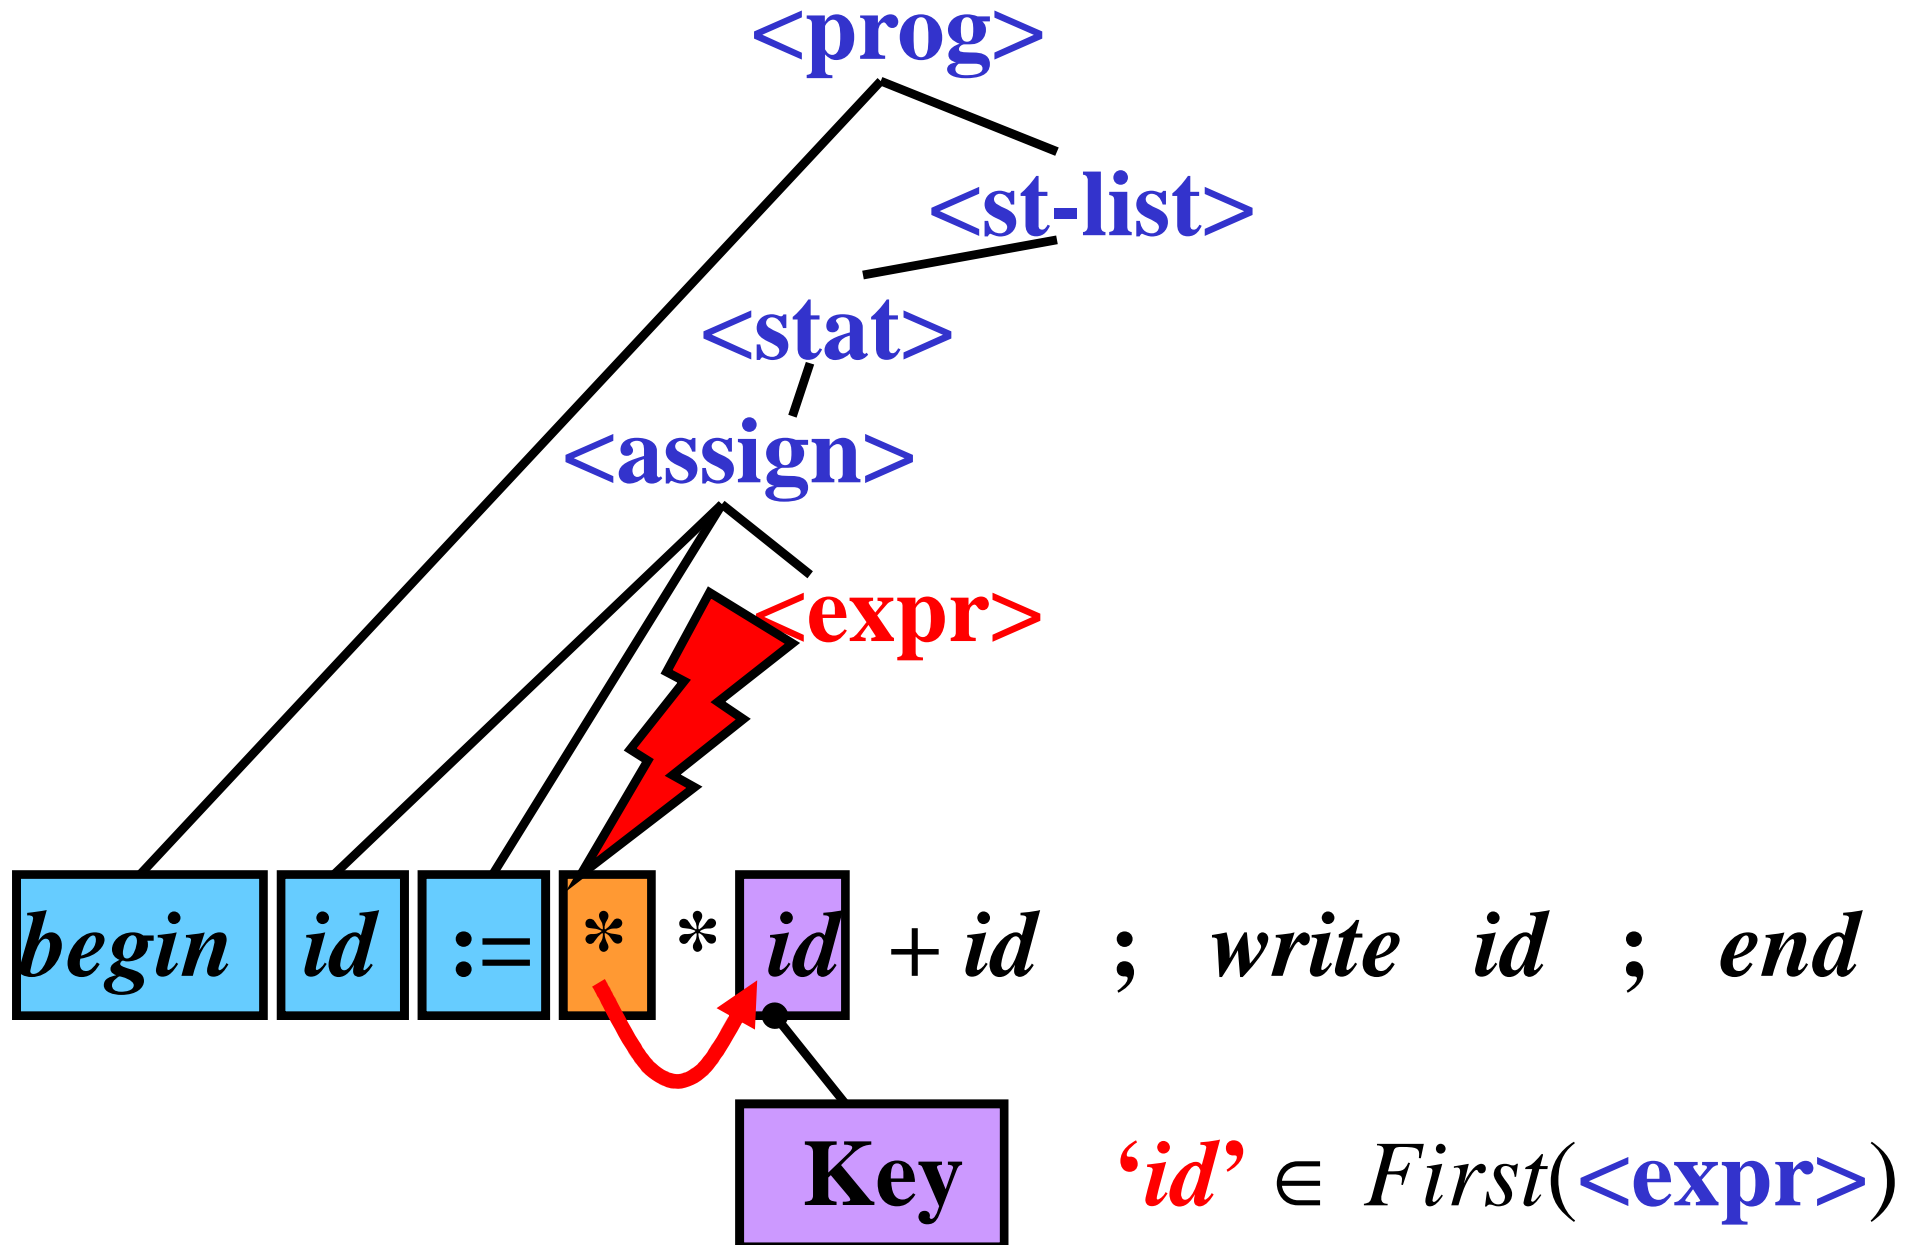 <prog>
<st-list>
<stat>
<assign>
<expr>
begin id := * * id + id ; write id ; end
Key ‘id’ ∈ First(<expr>)